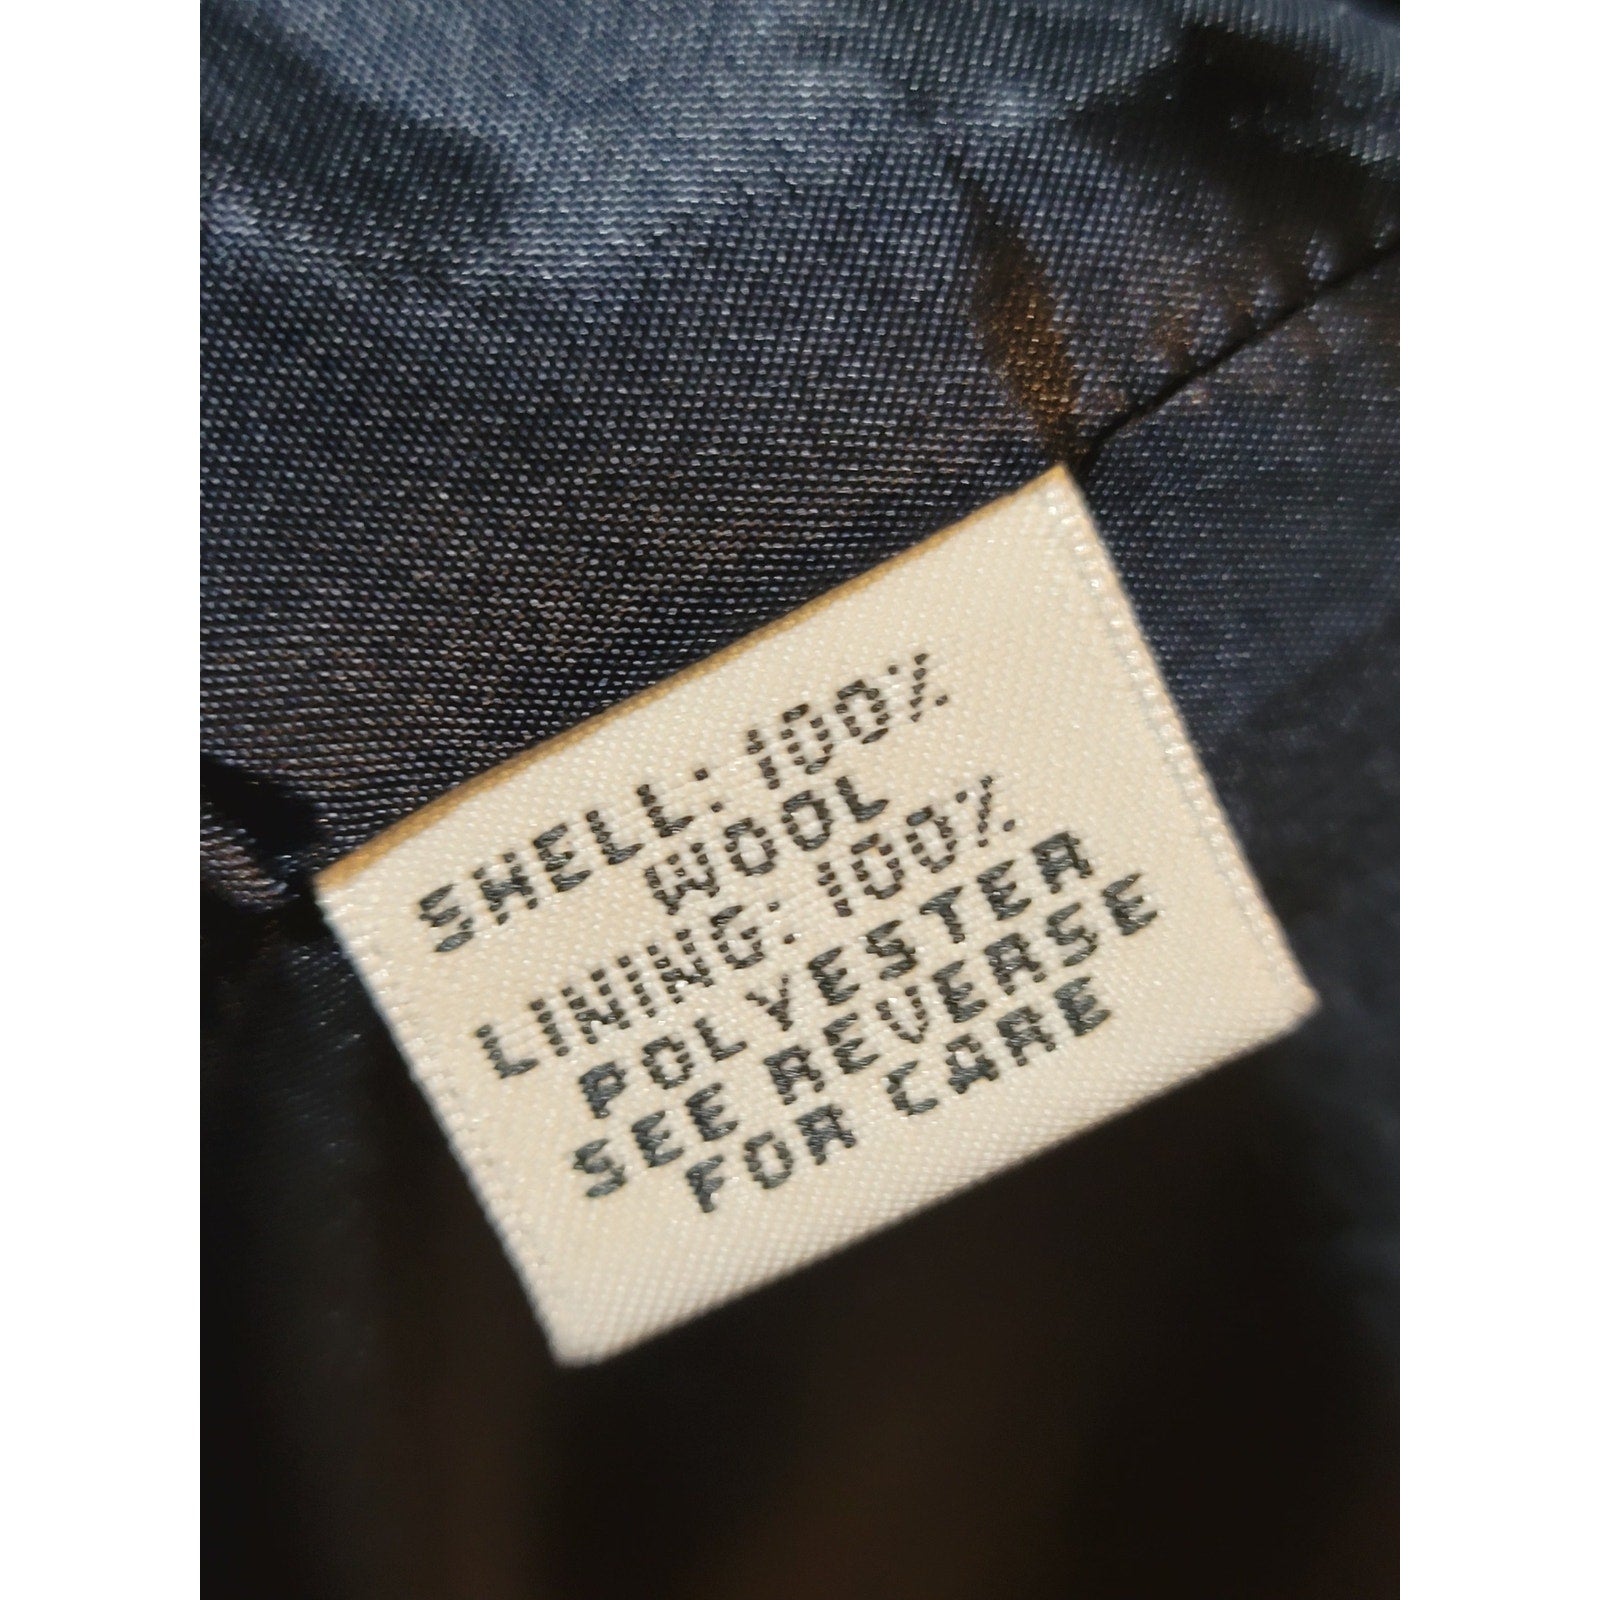 SHELL: 100%
WOOL
LINING: 100%
POLYESTER
SEE REVERSE
FOR CARE